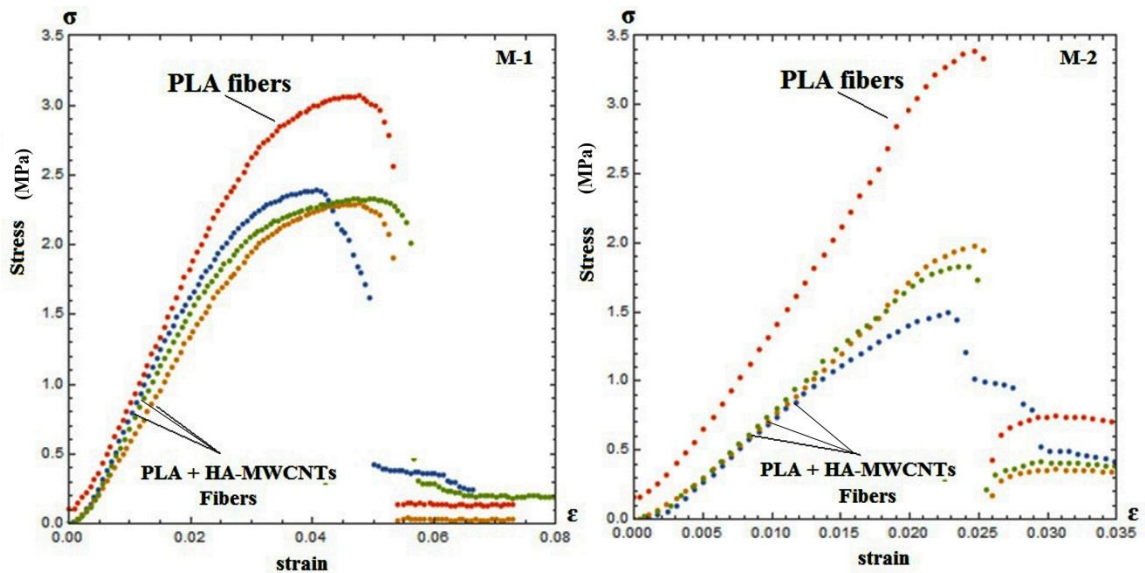 σ
3.5
3.0
2.5
2.0
1.5
1.0
0.5
0.0
Stress (MPa)
M-1
PLA fibers
PLA + HA-MWCNTs
Fibers
ε
0.00 0.02 0.04 0.06 0.08
strain
σ
3.5
3.0
2.5
2.0
1.5
1.0
0.5
0.0
Stress (MPa)
M-2
PLA fibers
PLA + HA-MWCNTs
Fibers
ε
0.000 0.005 0.010 0.015 0.020 0.025 0.030 0.035
strain